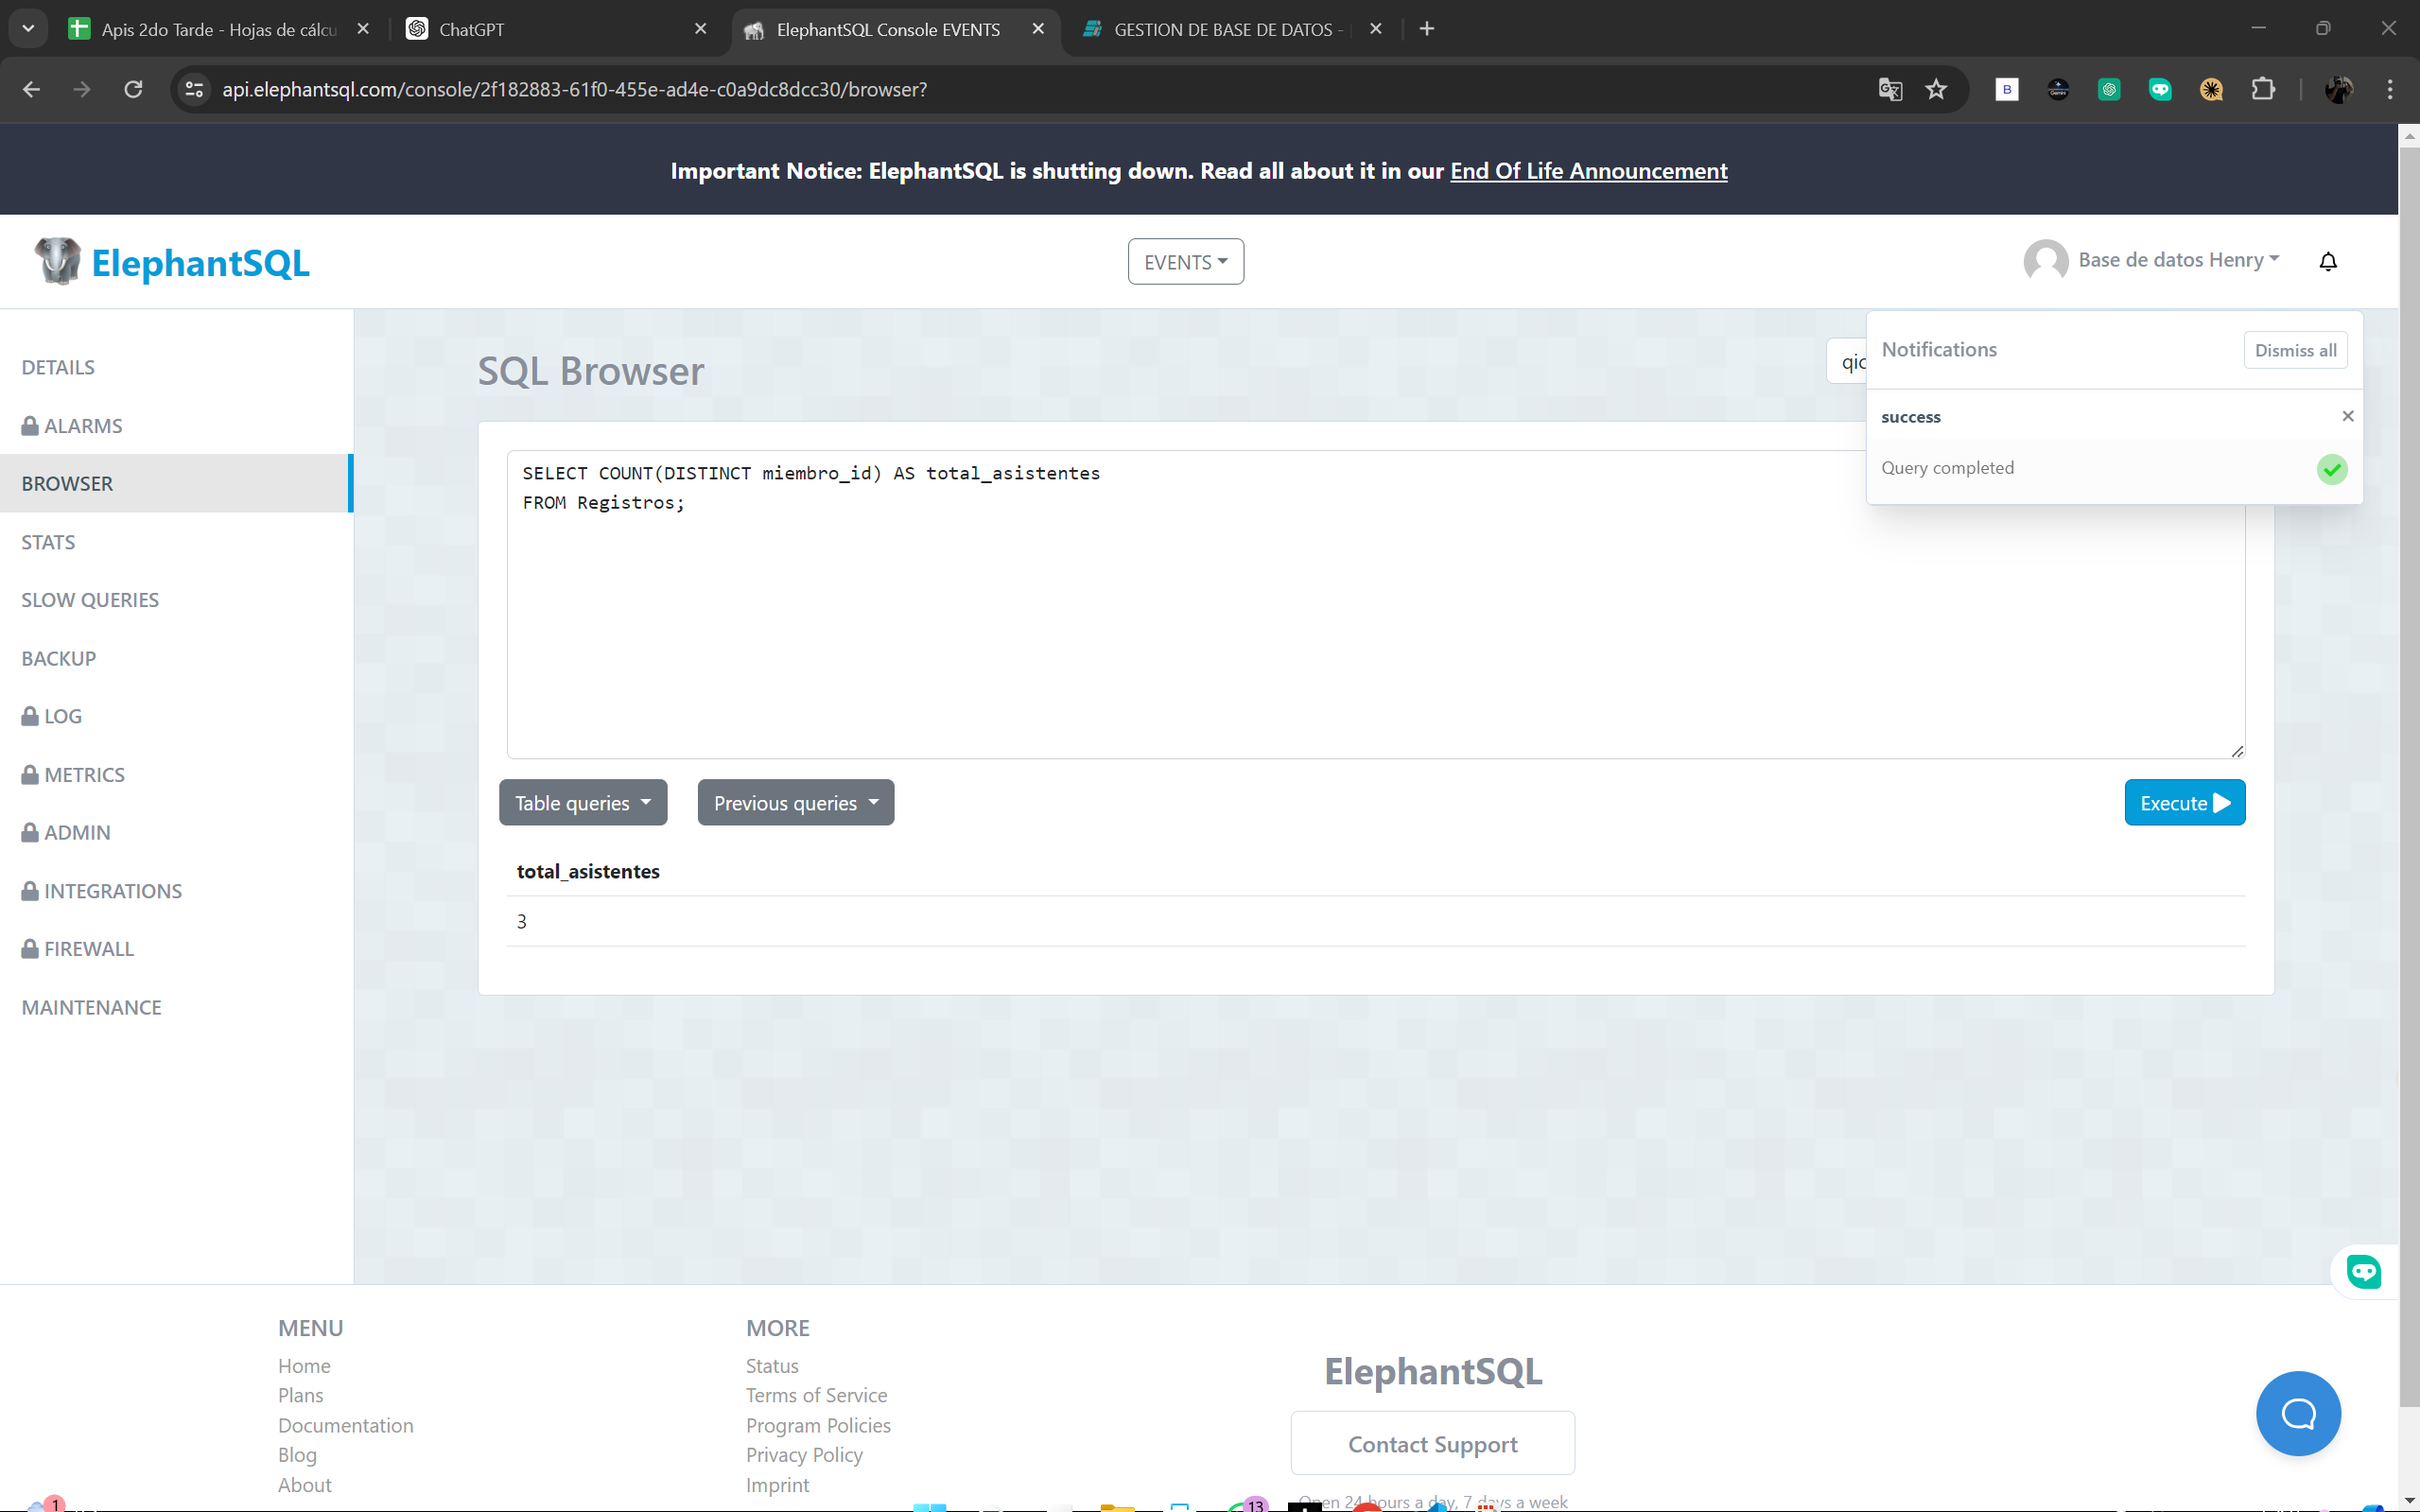 Apis 2do Tarde - Hojas de cálcu
ChatGPT
ElephantSQL Console EVENTS
GESTION DE BASE DE DATOS -
api.elephantsql.com/console/2f182883-61f0-455e-ad4e-c0a9dc8dcc30/browser?
Important Notice: ElephantSQL is shutting down. Read all about it in our End Of Life Announcement
ElephantSQL
EVENTS
Base de datos Henry
DETAILS
ALARMS
BROWSER
STATS
SLOW QUERIES
BACKUP
LOG
METRICS
ADMIN
INTEGRATIONS
FIREWALL
MAINTENANCE
SQL Browser
qic
Notifications
Dismiss all
success
Query completed
SELECT COUNT(DISTINCT miembro_id) AS total_asistentes
FROM Registros;
Table queries
Previous queries
Execute
total_asistentes
3
MENU
Home
Plans
Documentation
Blog
About
MORE
Status
Terms of Service
Program Policies
Privacy Policy
Imprint
ElephantSQL
Contact Support
Open 24 hours a day, 7 days a week
1
13